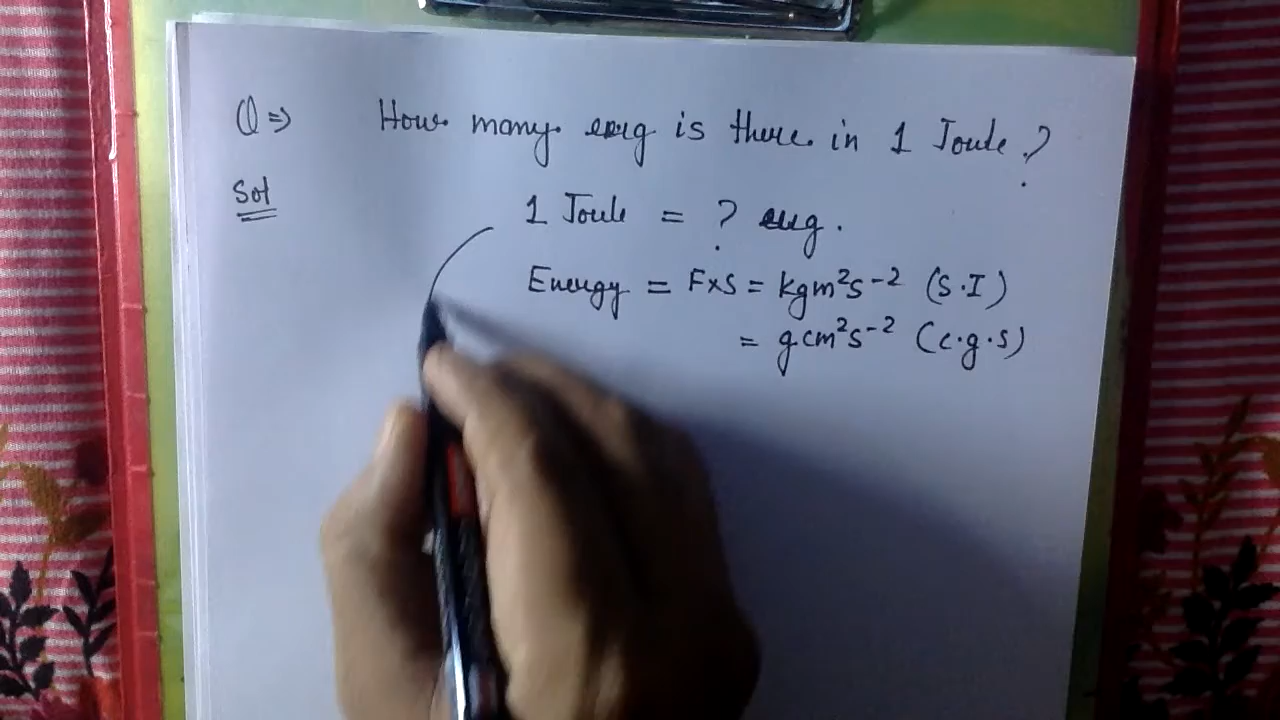 Q⇒ How many erg is there in 1 Joule?
Sol
1 Joule = ? erg.
Energy = F×S = kgm²s⁻² (S.I)
= gcm²s⁻² (c.g.s)